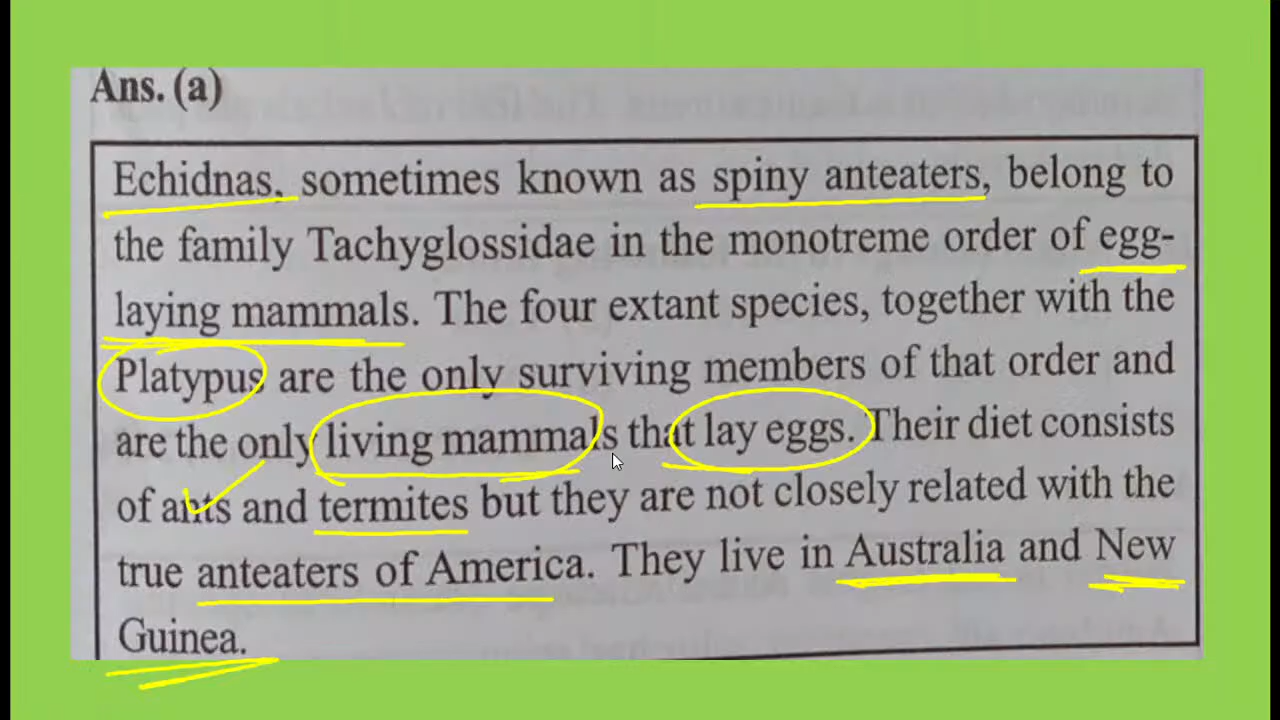 Ans. (a)
Echidnas, sometimes known as spiny anteaters, belong to
the family Tachyglossidae in the monotreme order of egg-
laying mammals. The four extant species, together with the
Platypus are the only surviving members of that order and
are the only living mammals that lay eggs. Their diet consists
of ants and termites but they are not closely related with the
true anteaters of America. They live in Australia and New
Guinea.